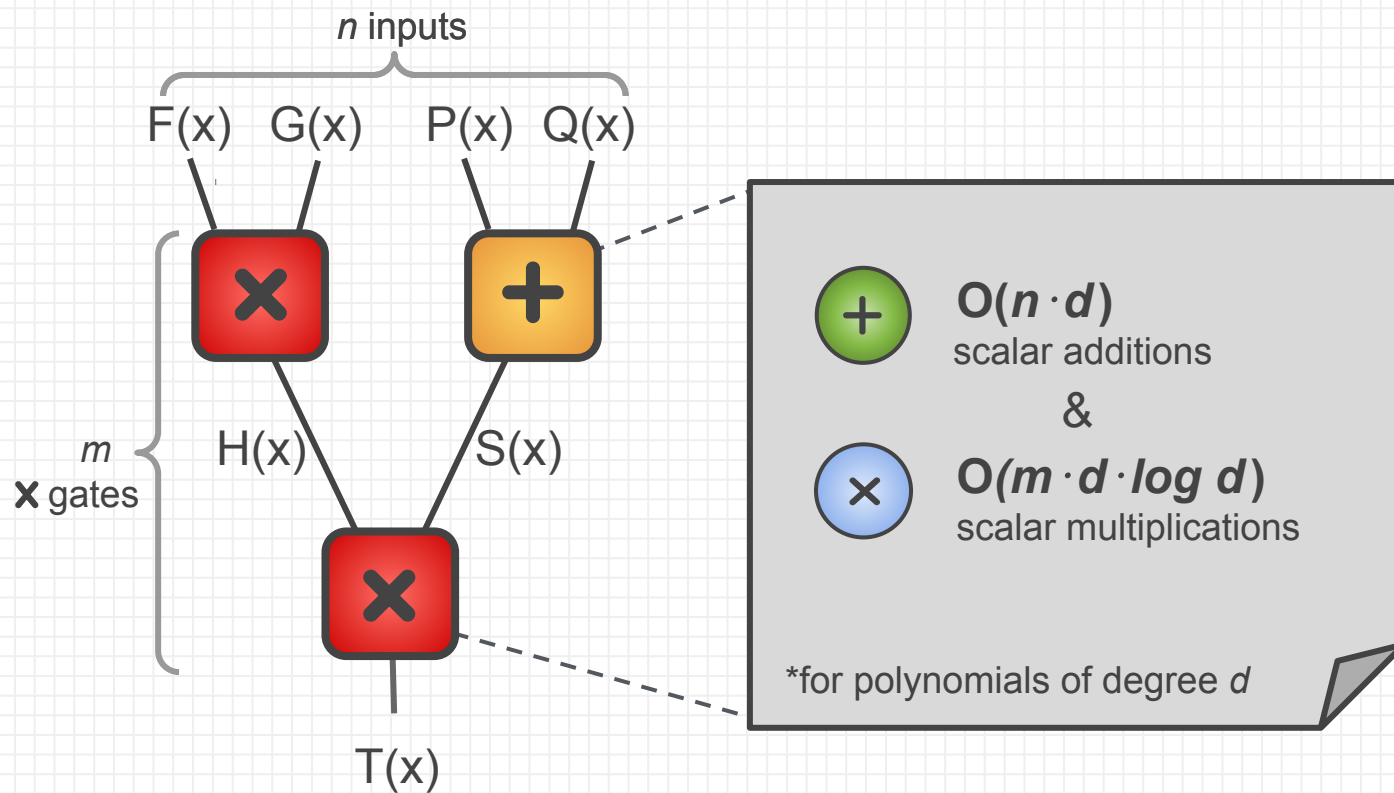 n inputs
F(x) G(x) P(x) Q(x)
× +
m
× gates
H(x) S(x)
×
T(x)
+ O(n·d)
scalar additions
&
× O(m·d·log d)
scalar multiplications
*for polynomials of degree d